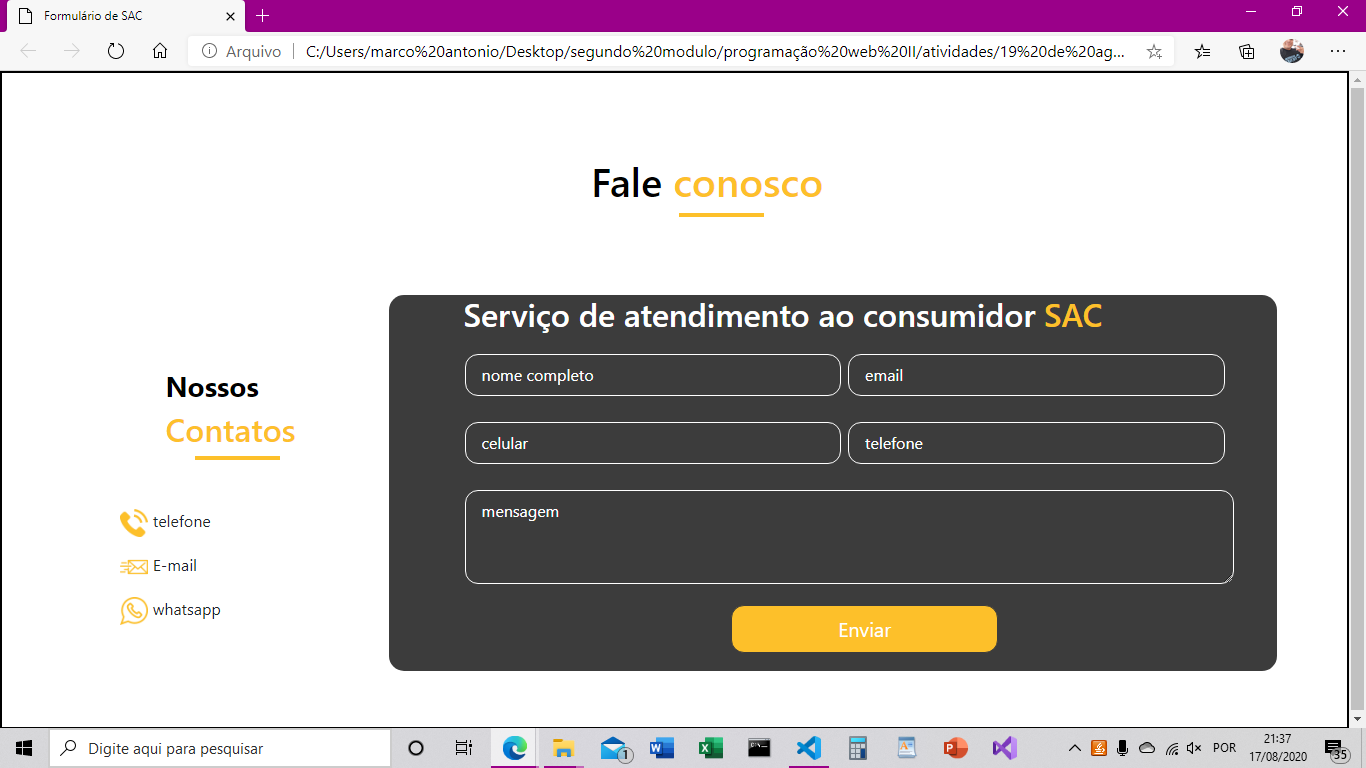 Formulário de SAC
Arquivo
C:/Users/marco%20antonio/Desktop/segundo%20modulo/programação%20web%20II/atividades/19%20de%20ag...
Fale conosco
Serviço de atendimento ao consumidor SAC
nome completo
email
Nossos
Contatos
celular
telefone
mensagem
telefone
E-mail
whatsapp
Enviar
Digite aqui para pesquisar
1
POR
21:37
17/08/2020
35